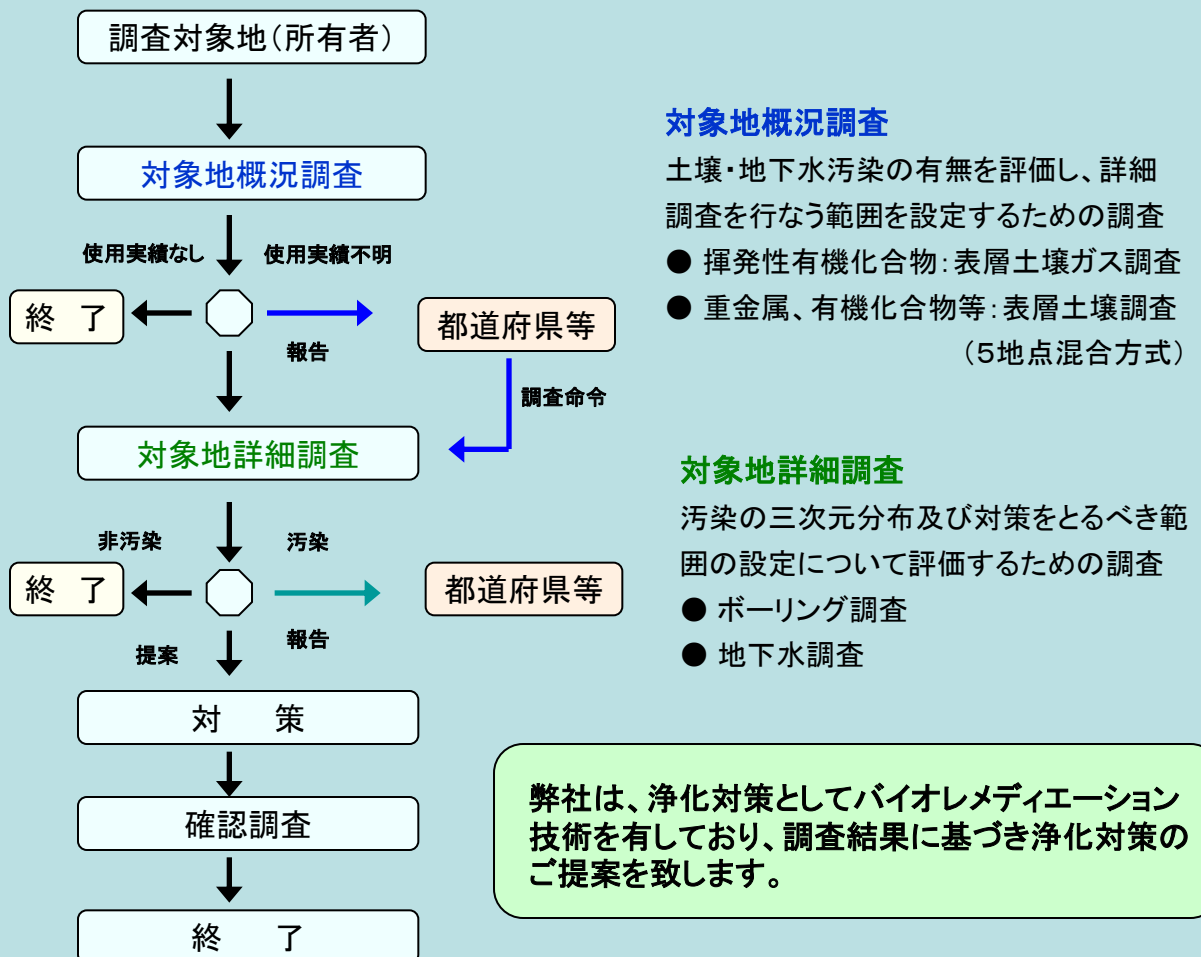 調査対象地(所有者)
対象地概況調査
使用実績なし
使用実績不明
終 了
報告
都道府県等
調査命令
対象地詳細調査
非汚染
汚染
終 了
都道府県等
提案
報告
対 策
確認調査
終 了
対象地概況調査
土壌・地下水汚染の有無を評価し、詳細
調査を行なう範囲を設定するための調査
● 揮発性有機化合物:表層土壌ガス調査
● 重金属、有機化合物等:表層土壌調査
(5地点混合方式)
対象地詳細調査
汚染の三次元分布及び対策をとるべき範
囲の設定について評価するための調査
● ボーリング調査
● 地下水調査
弊社は、浄化対策としてバイオレメディエーション
技術を有しており、調査結果に基づき浄化対策の
ご提案を致します。